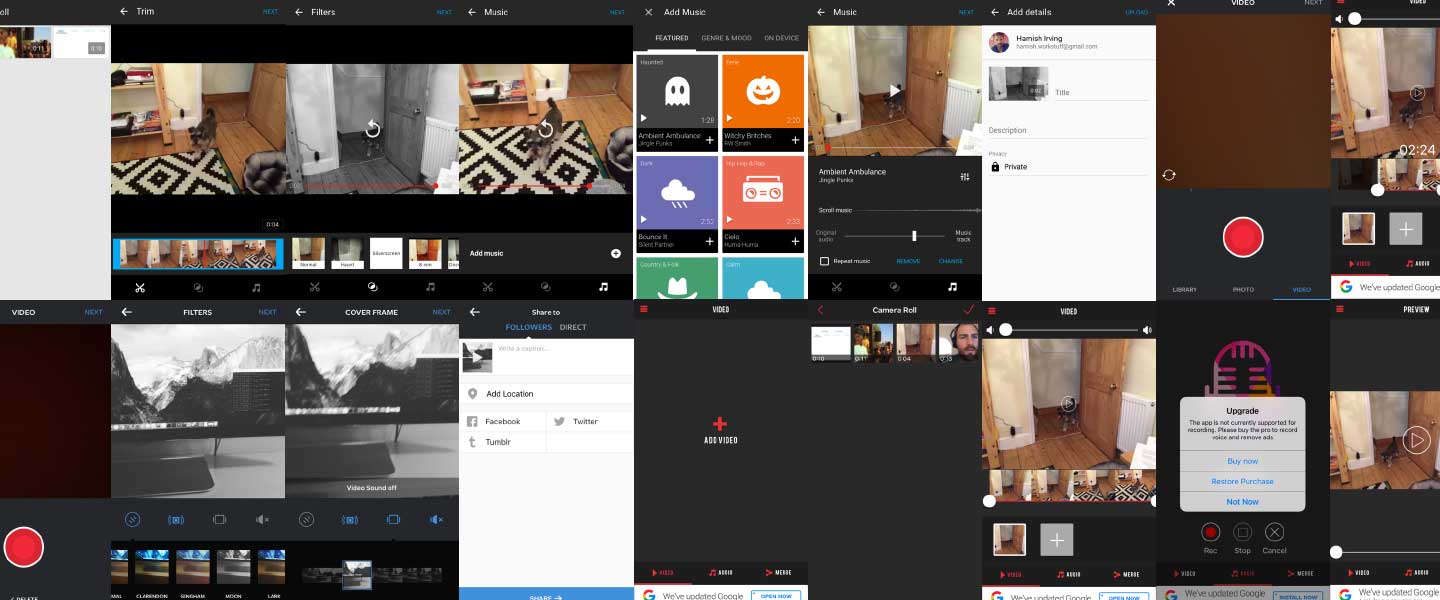 oll
0:11
0:10
Trim
NEXT
0:04
Filters
NEXT
Normal
Haunt
Silverscreen
8 mm
Music
NEXT
Add music
Add Music
FEATURED
GENRE & MOOD
ON DEVICE
Haunted
1:28
Ambient Ambulance
Jingle Punks
Eerie
2:20
Witchy Britches
RW Smith
Dark
2:52
Bounce It
Silent Partner
Hip Hop & Rap
2:33
Cielo
Huma-Huma
Country & Folk
Calm
Music
NEXT
Ambient Ambulance
Jingle Punks
Scroll music
Original audio
Music track
Repeat music
REMOVE
CHANGE
Add details
UPLOAD
Hamish Irving
hamish.workstuff@gmail.com
0:02
Title
Description
Privacy
Private
VIDEO
NEXT
LIBRARY
PHOTO
VIDEO
VIDEO
02:24
VIDEO
AUDIO
We've updated Google
VIDEO
NEXT
DELETE
FILTERS
NEXT
MAL
CLARENDON
GINGHAM
MOON
LARK
COVER FRAME
NEXT
Video Sound off
Share to
FOLLOWERS
DIRECT
Write a caption...
Add Location
Facebook
Twitter
Tumblr
SHARE
VIDEO
ADD VIDEO
VIDEO
AUDIO
MERGE
We've updated Google
OPEN NOW
Camera Roll
0:10
0:11
0:04
0:13
VIDEO
VIDEO
AUDIO
MERGE
We've updated Google
OPEN NOW
Upgrade
The app is not currently supported for
recording. Please buy the pro to record
voice and remove ads
Buy now
Restore Purchase
Not Now
Rec
Stop
Cancel
VIDEO
AUDIO
MERGE
We've updated Google
INSTALL NOW
PREVIEW
VIDEO
AUDIO
We've updated Google